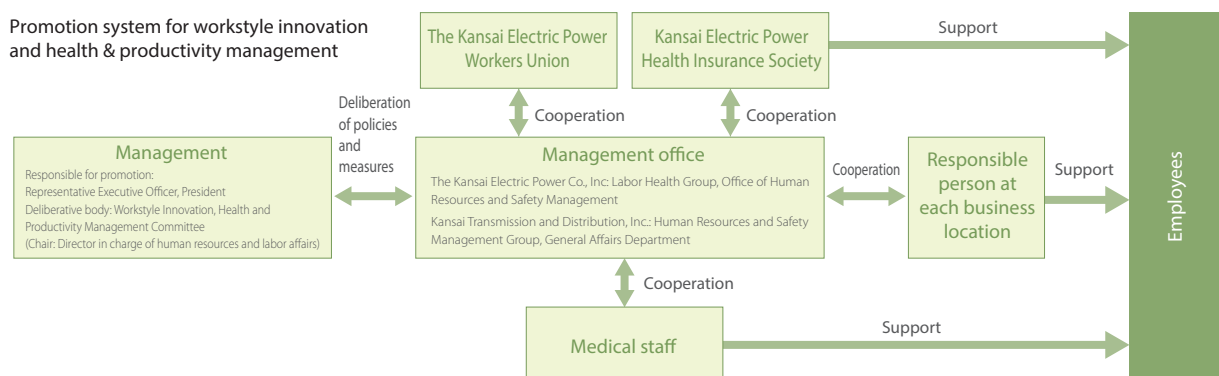 Promotion system for workstyle innovation
and health & productivity management
The Kansai Electric Power
Workers Union
Kansai Electric Power
Health Insurance Society
Support
Cooperation
Cooperation
Deliberation
of policies
and
measures
Management
Responsible for promotion:
Representative Executive Officer, President
Deliberative body: Workstyle Innovation, Health and
Productivity Management Committee
(Chair: Director in charge of human resources and labor affairs)
Management office
The Kansai Electric Power Co., Inc: Labor Health Group, Office of Human
Resources and Safety Management
Kansai Transmission and Distribution, Inc.: Human Resources and Safety
Management Group, General Affairs Department
Cooperation
Responsible
person at
each business
location
Support
Employees
Cooperation
Medical staff
Support